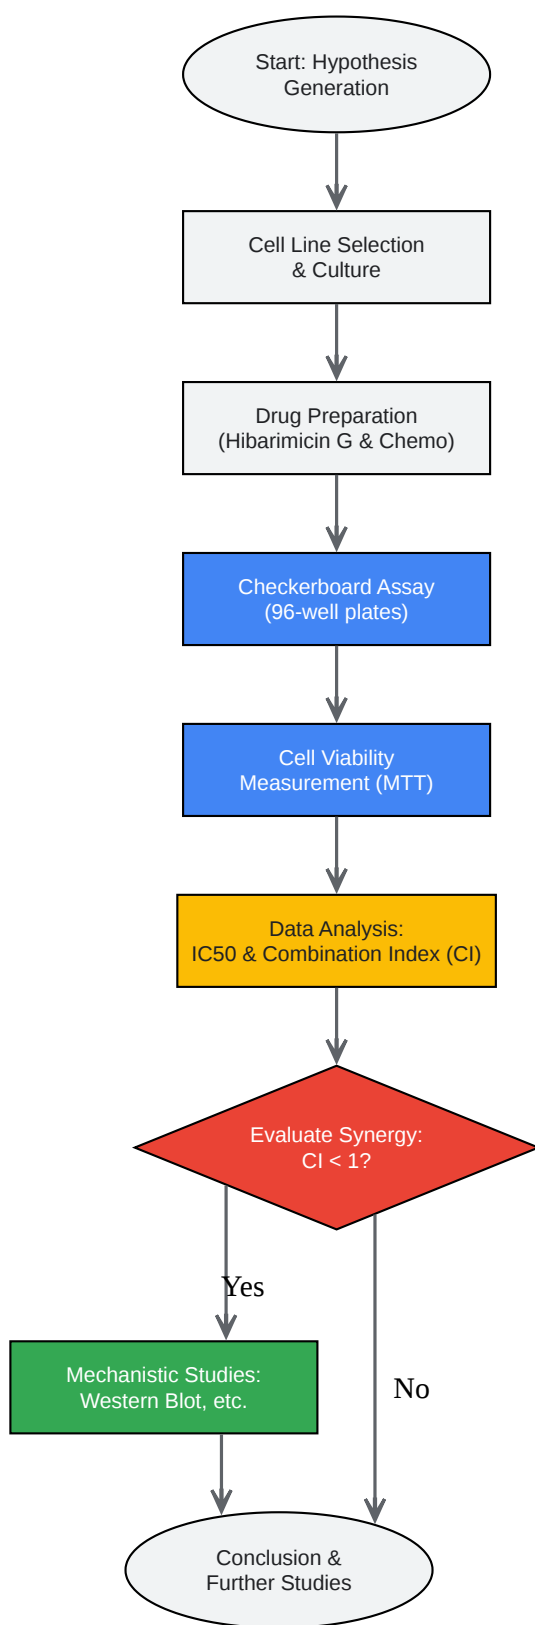 Start: Hypothesis
Generation
Cell Line Selection
& Culture
Drug Preparation
(Hibarimicin G & Chemo)
Checkerboard Assay
(96-well plates)
Cell Viability
Measurement (MTT)
Data Analysis:
IC50 & Combination Index (CI)
Evaluate Synergy:
CI < 1?
Yes
Mechanistic Studies:
Western Blot, etc.
No
Conclusion &
Further Studies